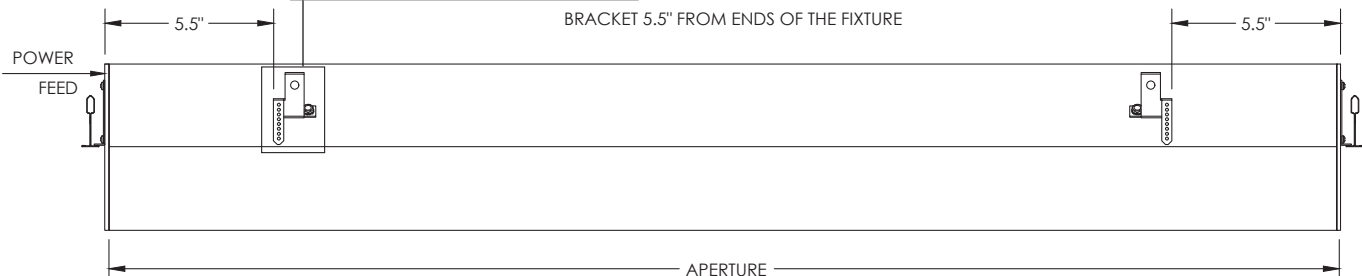 BRACKET 5.5" FROM ENDS OF THE FIXTURE
5.5"
5.5"
POWER
FEED
APERTURE